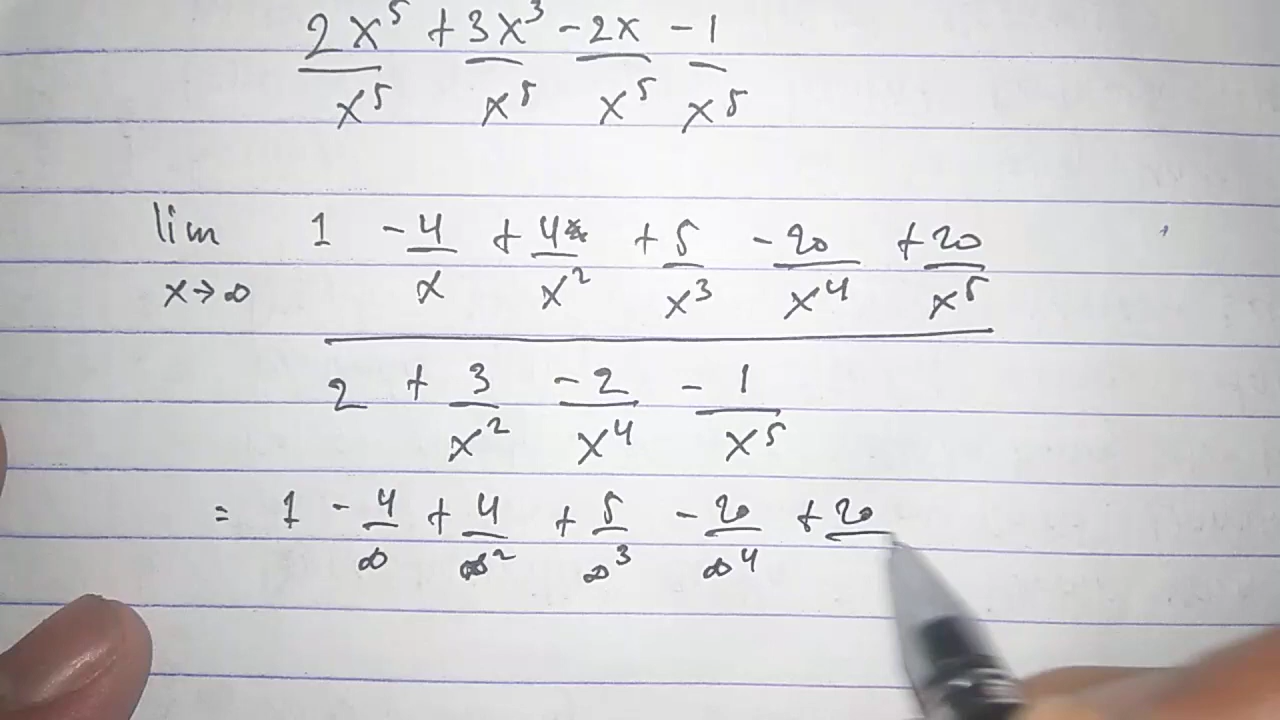 2x⁵ + 3x³ - 2x - 1
x⁵ x⁵ x⁵ x⁵
lim 1 - 4 + 4 + 5 - 20 + 20
x→∞ x x² x³ x⁴ x⁵
2 + 3 - 2 - 1
x² x⁴ x⁵
= 1 - 4 + 4 + 5 - 20 + 20
∞ ∞² ∞³ ∞⁴